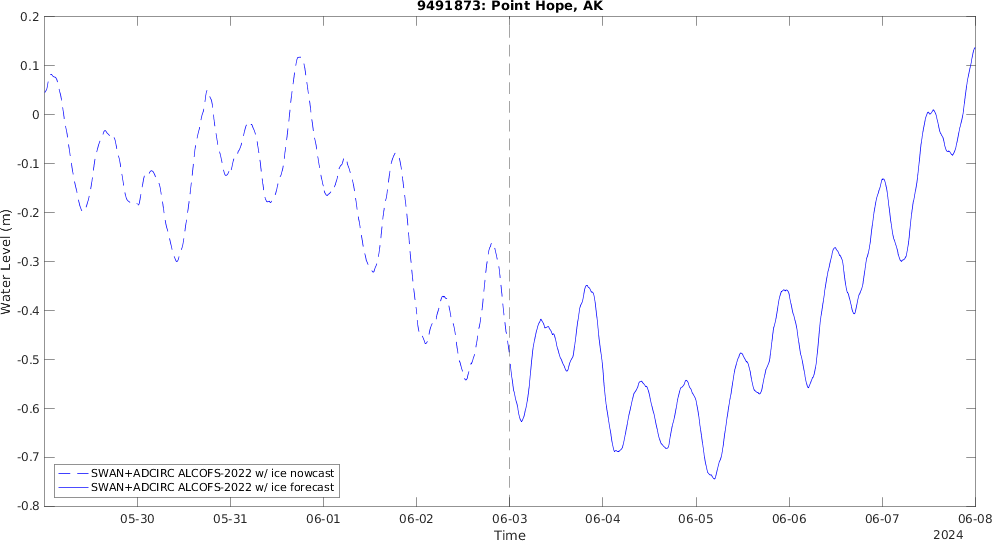 9491873: Point Hope, AK
0.2
0.1
0
-0.1
-0.2
-0.3
-0.4
-0.5
-0.6
-0.7
-0.8
Water Level (m)
SWAN+ADCIRC ALCOFS-2022 w/ ice nowcast
SWAN+ADCIRC ALCOFS-2022 w/ ice forecast
05-30 05-31 06-01 06-02 06-03 06-04 06-05 06-06 06-07 06-08
Time
2024